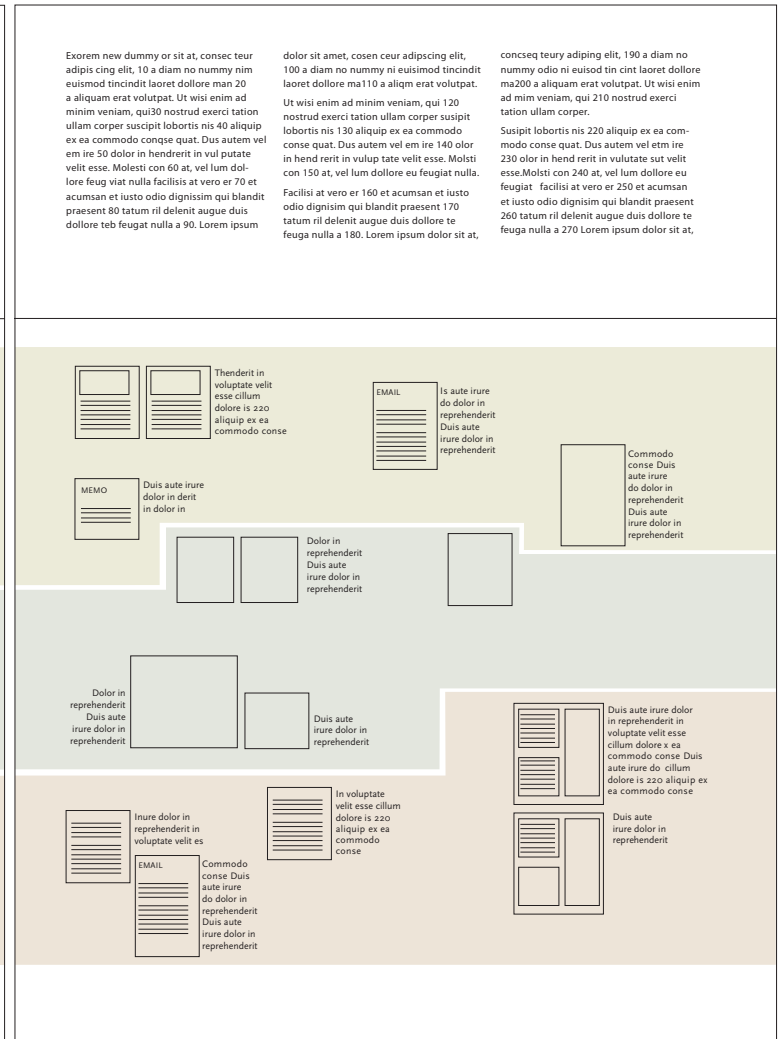 Exorem new dummy or sit at, consec teur
adipis cing elit, 10 a diam no nummy nim
euismod tincindit laoret dollore man 20
a aliquam erat volutpat. Ut wisi enim ad
minim veniam, qui30 nostrud exerci tation
ullam corper suscipit lobortis nis 40 aliquip
ex ea commodo conqse quat. Dus autem vel
em ire 50 dolor in hendrerit in vul putate
velit esse. Molesti con 60 at, vel lum dol-
lore feug viat nulla facilisis at vero er 70 et
acumsan et iusto odio dignissim qui blandit
praesent 80 tatum ril delenit augue duis
dollore teb feugat nulla a 90. Lorem ipsum
dolor sit amet, cosen ceur adipscing elit,
100 a diam no nummy ni euisimod tincindit
laoret dollore ma110 a aliqm erat volutpat.
Ut wisi enim ad minim veniam, qui 120
nostrud exerci tation ullam corper susipit
lobortis nis 130 aliquip ex ea commodo
conse quat. Dus autem vel em ire 140 olor
in hend rerit in vulup tate velit esse. Molsti
con 150 at, vel lum dollore eu feugiat nulla.
Facilisi at vero er 160 et acumsan et iusto
odio dignisim qui blandit praesent 170
tatum ril delenit augue duis dollore te
feuga nulla a 180. Lorem ipsum dolor sit at,
concseq teury adiping elit, 190 a diam no
nummy odio ni euisod tin cint laoret dollore
ma200 a aliquam erat volutpat. Ut wisi enim
ad mim veniam, qui 210 nostrud exerci
tation ullam corper.
Susipit lobortis nis 220 aliquip ex ea com-
modo conse quat. Dus autem vel etm ire
230 olor in hend rerit in vulutate sut velit
esse.Molsti con 240 at, vel lum dollore eu
feugiat facilisi at vero er 250 et acumsan
et iusto odio dignisim qui blandit praesent
260 tatum ril delenit augue duis dollore te
feuga nulla a 270 Lorem ipsum dolor sit at,
Thenderit in
voluptate velit
esse cillum
dolore is 220
aliquip ex ea
commodo conse
EMAIL
Is aute irure
do dolor in
reprehenderit
Duis aute
irure dolor in
reprehenderit
Commodo
conse Duis
aute irure
do dolor in
reprehenderit
Duis aute
irure dolor in
reprehenderit
MEMO
Duis aute irure
dolor in derit
in dolor in
Dolor in
reprehenderit
Duis aute
irure dolor in
reprehenderit
Dolor in
reprehenderit
Duis aute
irure dolor in
reprehenderit
Duis aute
irure dolor in
reprehenderit
Duis aute irure dolor
in reprehenderit in
voluptate velit esse
cillum dolore x ea
commodo conse Duis
aute irure do cillum
dolore is 220 aliquip ex
ea commodo conse
In voluptate
velit esse cillum
dolore is 220
aliquip ex ea
commodo
conse
Inure dolor in
reprehenderit in
voluptate velit es
Duis aute
irure dolor in
reprehenderit
EMAIL
Commodo
conse Duis
aute irure
do dolor in
reprehenderit
Duis aute
irure dolor in
reprehenderit